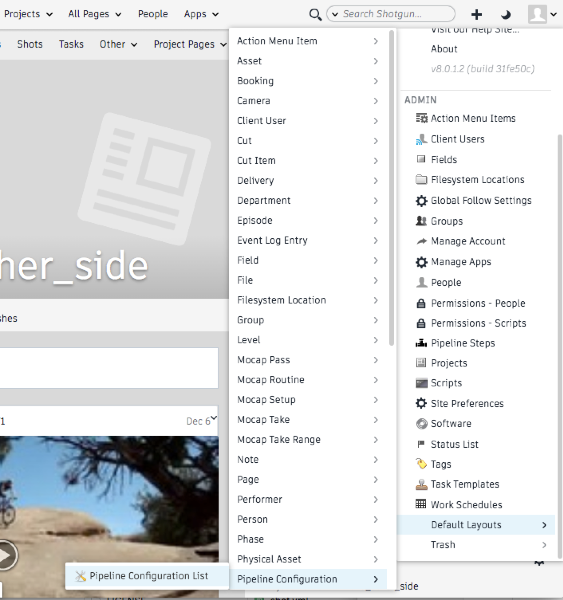 Projects
All Pages
People
Apps
Search Shotgun...
Shots
Tasks
Other
Project Pages
her_side
shes
Dec 6
Action Menu Item
Asset
Booking
Camera
Client User
Cut
Cut Item
Delivery
Department
Episode
Event Log Entry
Field
File
Filesystem Location
Group
Level
Mocap Pass
Mocap Routine
Mocap Setup
Mocap Take
Mocap Take Range
Note
Page
Performer
Person
Phase
Physical Asset
Pipeline Configuration
Pipeline Configuration List
Visit our Help Site...
About
v8.0.1.2 (build 31fe50c)
ADMIN
Action Menu Items
Client Users
Fields
Filesystem Locations
Global Follow Settings
Groups
Manage Account
Manage Apps
People
Permissions - People
Permissions - Scripts
Pipeline Steps
Projects
Scripts
Site Preferences
Software
Status List
Tags
Task Templates
Work Schedules
Default Layouts
Trash
_side